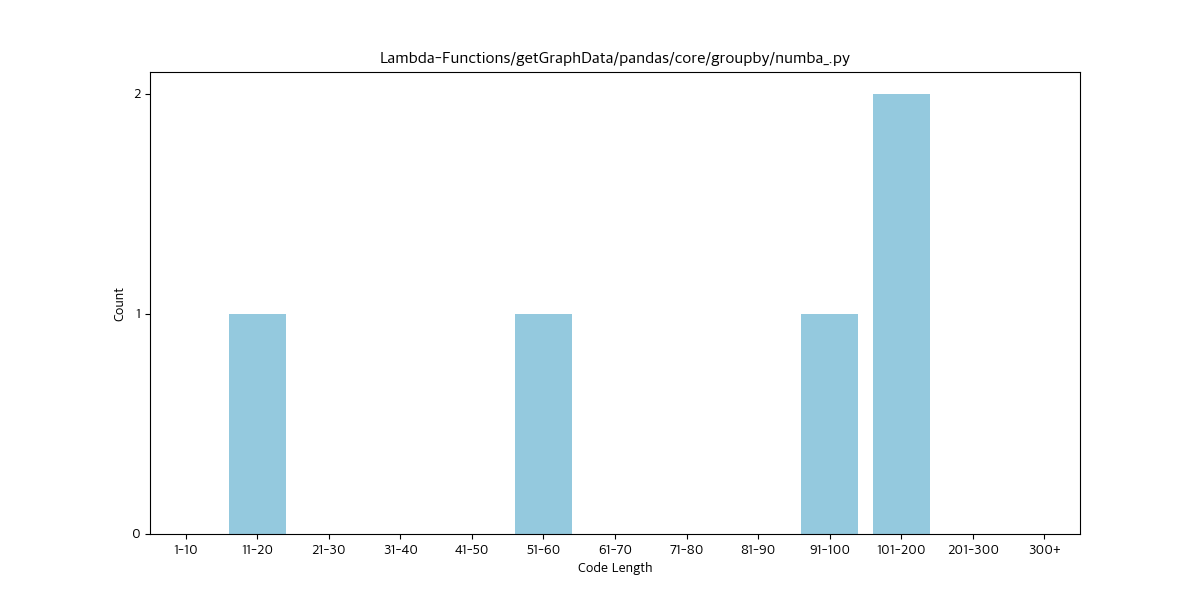 Lambda-Functions/getGraphData/pandas/core/groupby/numba_.py
2
1
0
Count
1-10 11-20 21-30 31-40 41-50 51-60 61-70 71-80 81-90 91-100 101-200 201-300 300+
Code Length